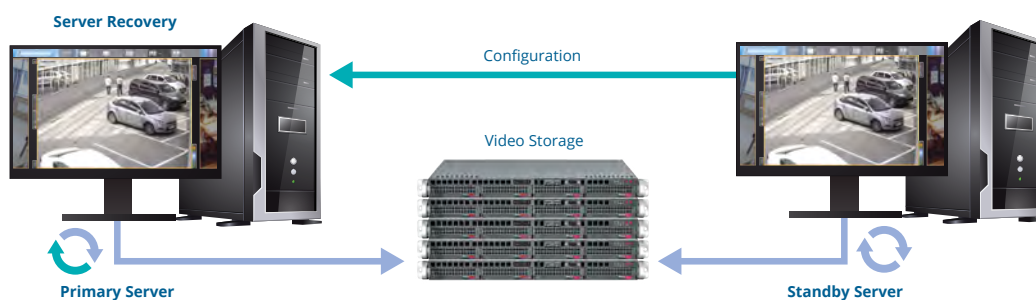 Server Recovery
Configuration
Video Storage
Primary Server
Standby Server